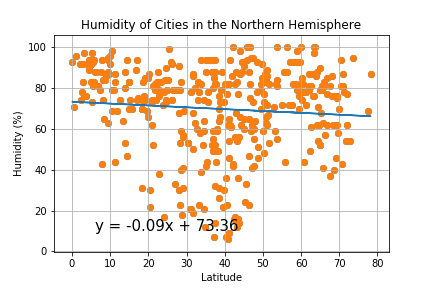 Humidity of Cities in the Northern Hemisphere
100
80
60
40
20
0
Humidity (%)
y = -0.09x + 73.36
0 10 20 30 40 50 60 70 80
Latitude